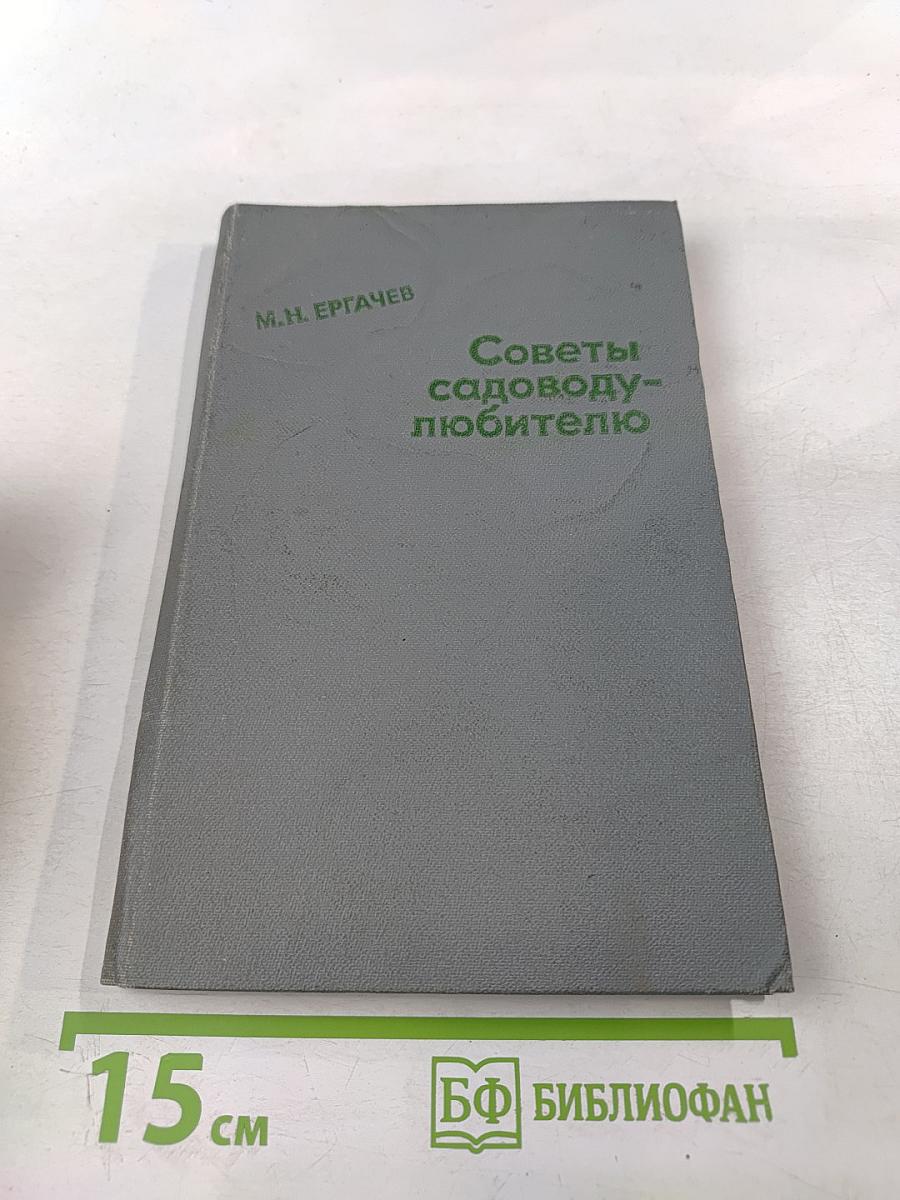 М.Н. ЕРГАЧЕВ
Советы
садоводу-
любителю
15 см
БФ БИБЛИОФАН